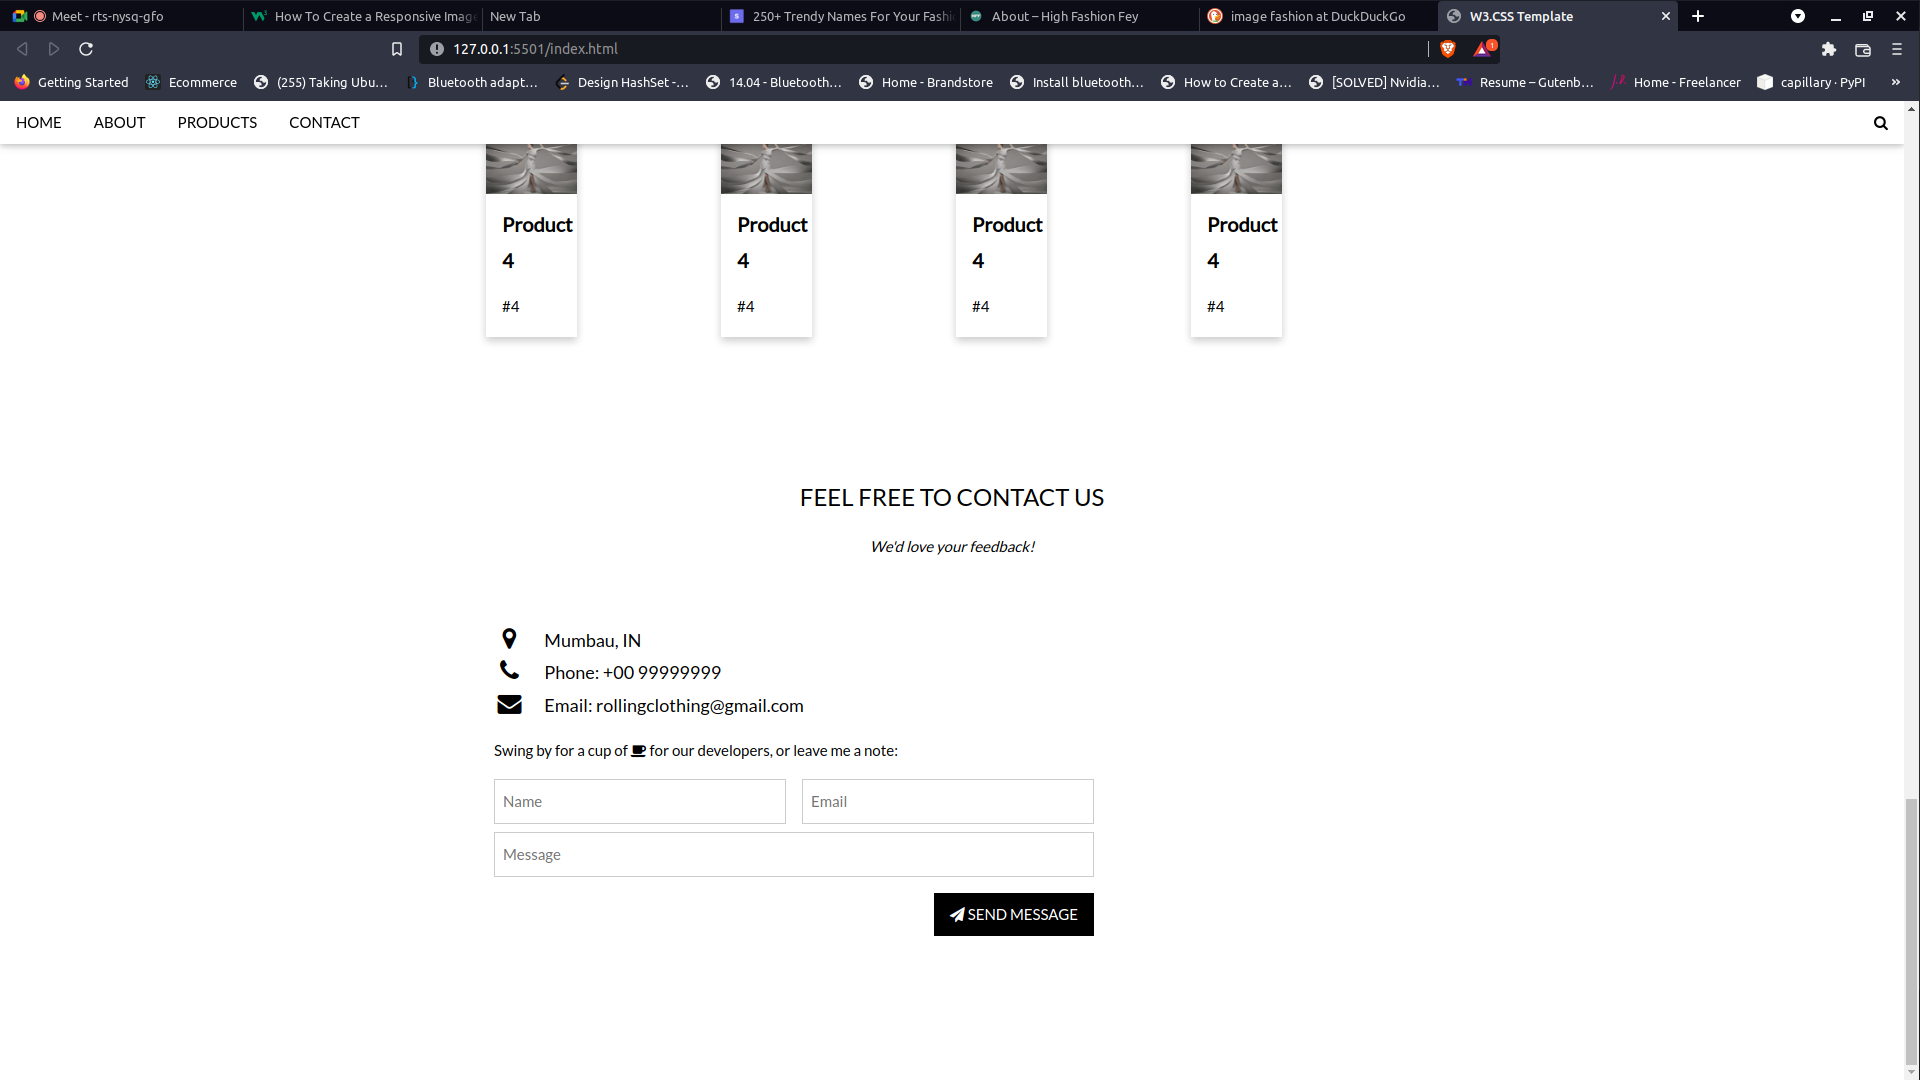 Meet - rts-nysq-gfo
How To Create a Responsive Imag
New Tab
250+ Trendy Names For Your Fashi
About – High Fashion Fey
image fashion at DuckDuckGo
W3.CSS Template
127.0.0.1:5501/index.html
1
Getting Started
Ecommerce
(255) Taking Ubu...
Bluetooth adapt...
Design HashSet -...
14.04 - Bluetooth...
Home - Brandstore
Install bluetooth...
How to Create a...
[SOLVED] Nvidia...
Resume – Gutenb...
Home - Freelancer
capillary · PyPI
»
HOME ABOUT PRODUCTS CONTACT
Product
4
#4
Product
4
#4
Product
4
#4
Product
4
#4
FEEL FREE TO CONTACT US
We'd love your feedback!
Mumbau, IN
Phone: +00 99999999
Email: rollingclothing@gmail.com
Swing by for a cup of for our developers, or leave me a note:
Name
Email
Message
SEND MESSAGE